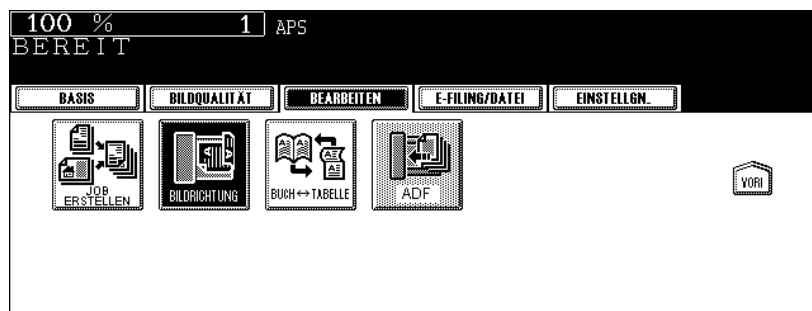 100 % 1 APS
BEREIT
BASIS BILDQUALITÄT BEARBEITEN E-FILING/DATEI EINSTELLGN.
JOB
ERSTELLEN BILDRICHTUNG BUCH↔TABELLE ADF VORI